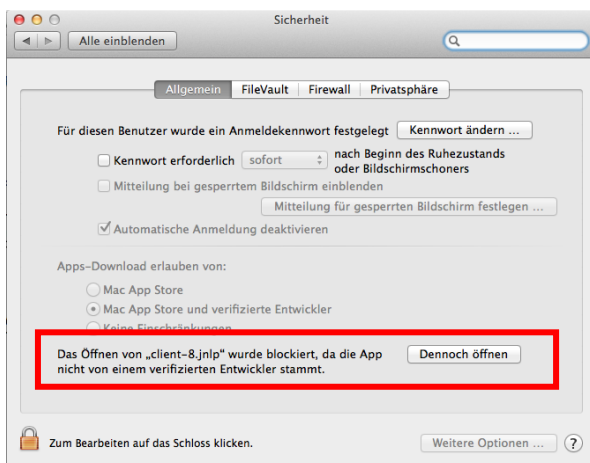 Sicherheit
Alle einblenden
Allgemein FileVault Firewall Privatsphäre
Für diesen Benutzer wurde ein Anmeldekennwort festgelegt Kennwort ändern ...
Kennwort erforderlich sofort nach Beginn des Ruhezustands
oder Bildschirmschoners
Mitteilung bei gesperrtem Bildschirm einblenden
Mitteilung für gesperrten Bildschirm festlegen ...
Automatische Anmeldung deaktivieren
Apps-Download erlauben von:
Mac App Store
Mac App Store und verifizierte Entwickler
Keine Einschränkungen
Das Öffnen von „client-8.jnlp“ wurde blockiert, da die App Dennoch öffnen
nicht von einem verifizierten Entwickler stammt.
Zum Bearbeiten auf das Schloss klicken. Weitere Optionen ... ?